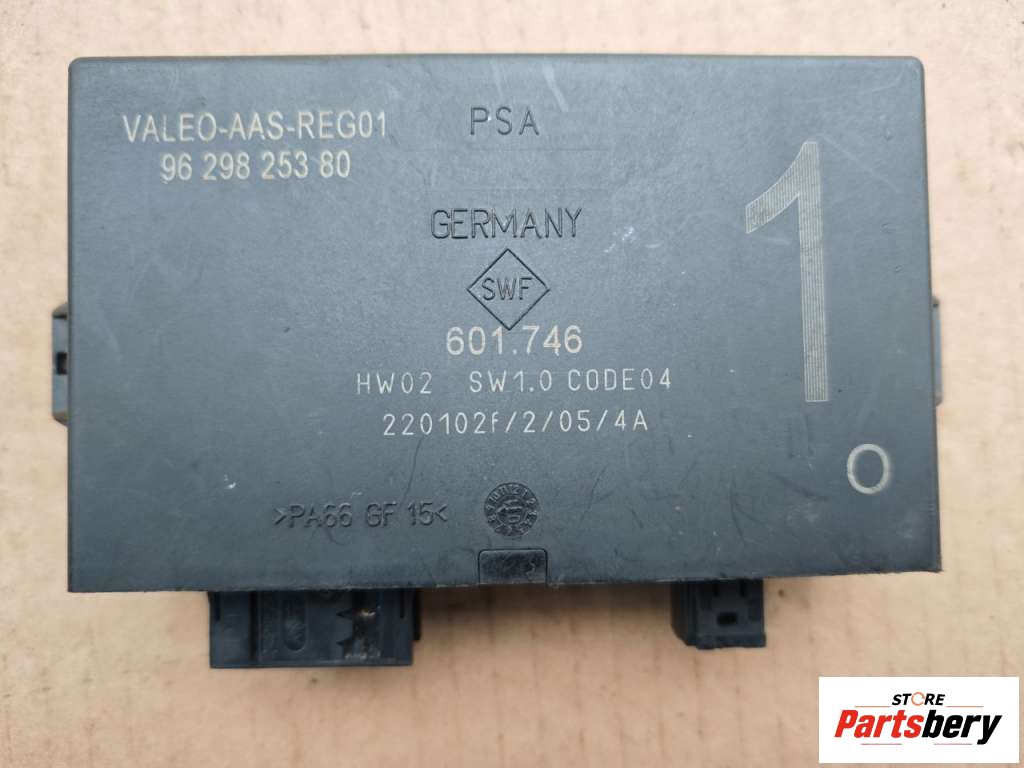 VALEO-AAS-REG01
96 298 253 80
PSA
GERMANY
SWF
601.746
HW02 SW1.0 CODE04
220102F/2/05/4A
1
O
>PA66 GF 15<
STORE
Partsbery